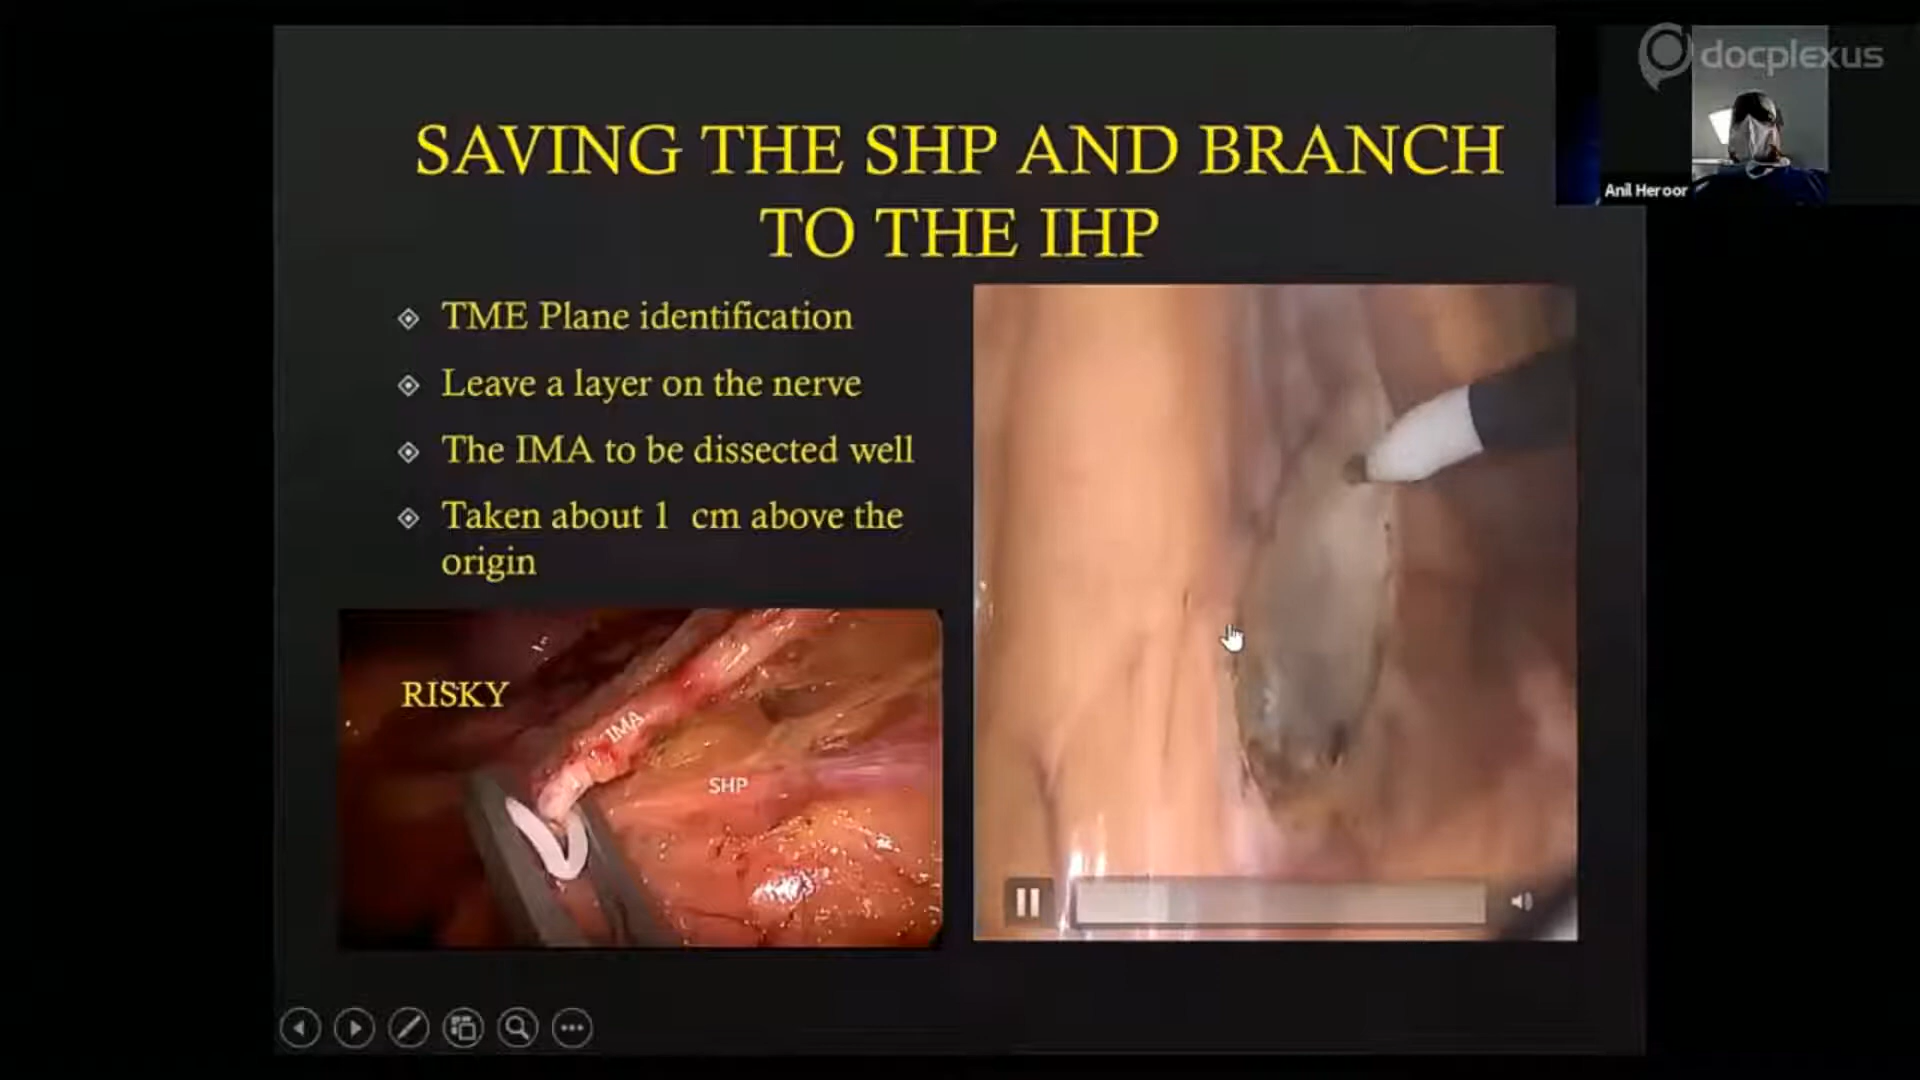 docplexus
Anil Heroor
SAVING THE SHP AND BRANCH
TO THE IHP
TME Plane identification
Leave a layer on the nerve
The IMA to be dissected well
Taken about 1 cm above the
origin
RISKY
IMA
SHP